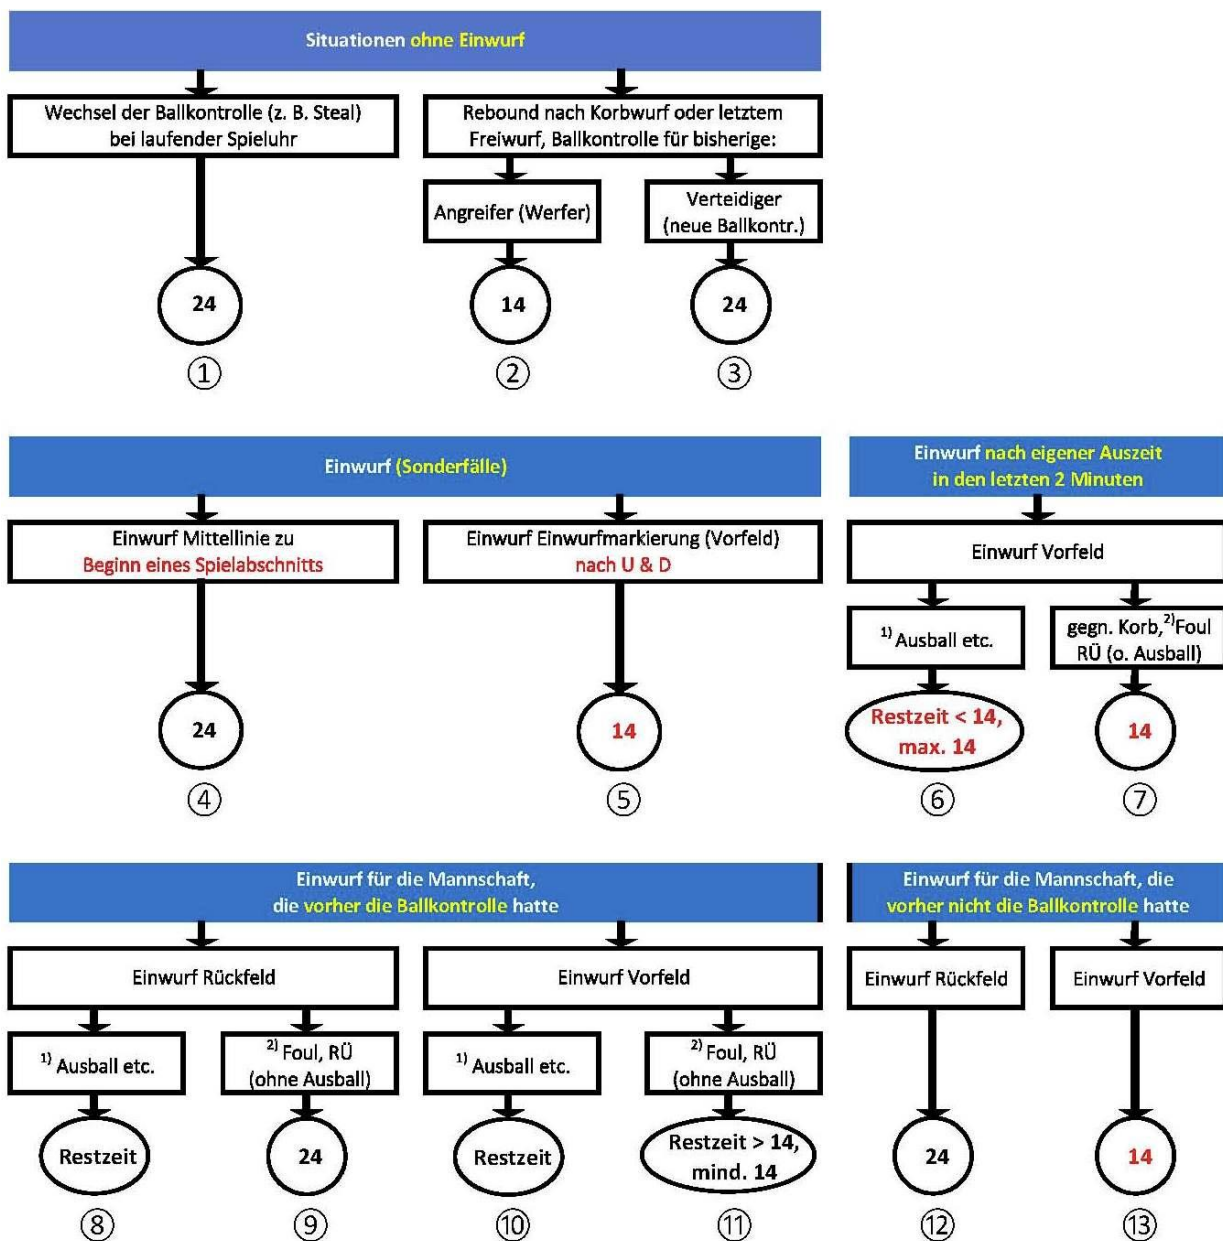 Situationen ohne Einwurf
Wechsel der Ballkontrolle (z. B. Steal)
bei laufender Spieluhr
Rebound nach Korbwurf oder letztem
Freiwurf, Ballkontrolle für bisherige:
Angreifer (Werfer)
Verteidiger
(neue Ballkontr.)
24
14
24
①
②
③
Einwurf (Sonderfälle)
Einwurf nach eigener Auszeit
in den letzten 2 Minuten
Einwurf Mittellinie zu
Beginn eines Spielabschnitts
Einwurf Einwurfmarkierung (Vorfeld)
nach U & D
Einwurf Vorfeld
1) Ausball etc.
gegn. Korb, 2) Foul
RÜ (o. Ausball)
24
14
Restzeit < 14,
max. 14
14
④
⑤
⑥
⑦
Einwurf für die Mannschaft,
die vorher die Ballkontrolle hatte
Einwurf für die Mannschaft, die
vorher nicht die Ballkontrolle hatte
Einwurf Rückfeld
Einwurf Vorfeld
Einwurf Rückfeld
Einwurf Vorfeld
1) Ausball etc.
2) Foul, RÜ
(ohne Ausball)
1) Ausball etc.
2) Foul, RÜ
(ohne Ausball)
Restzeit
24
Restzeit
Restzeit > 14,
mind. 14
24
14
⑧
⑨
⑩
⑪
⑫
⑬